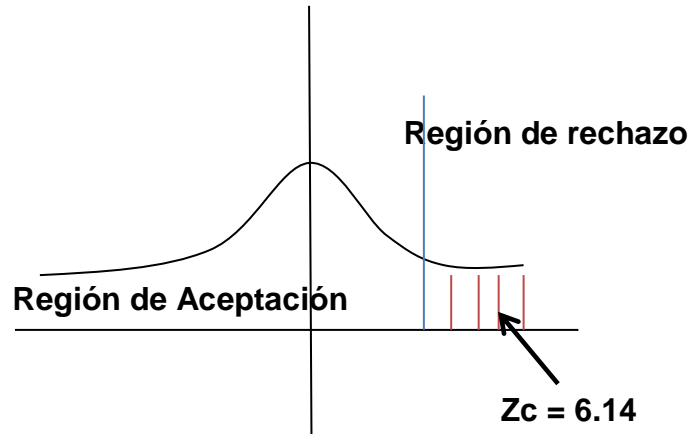 Región de rechazo
Región de Aceptación
Zc = 6.14